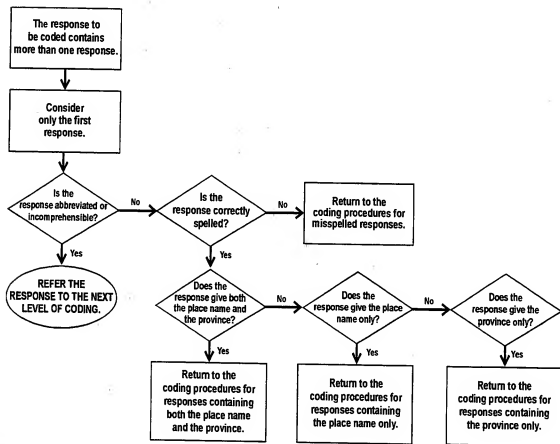 The response to
be coded contains
more than one response.
Consider
only the first
response.
Is the
response abbreviated or
incomprehensible?
No
Is the
response correctly
spelled?
No
Return to the
coding procedures for
misspelled responses.
Yes
Yes
REFER THE
RESPONSE TO THE NEXT
LEVEL OF CODING.
Does the
response give both
the place name and
the province?
No
Does the
response give the place
name only?
No
Does the
response give the
province only?
Yes
Yes
Yes
Return to the
coding procedures for
responses containing
both the place name
and the province.
Return to the
coding procedures for
responses containing
the place name only.
Return to the
coding procedures for
responses containing
the province only.